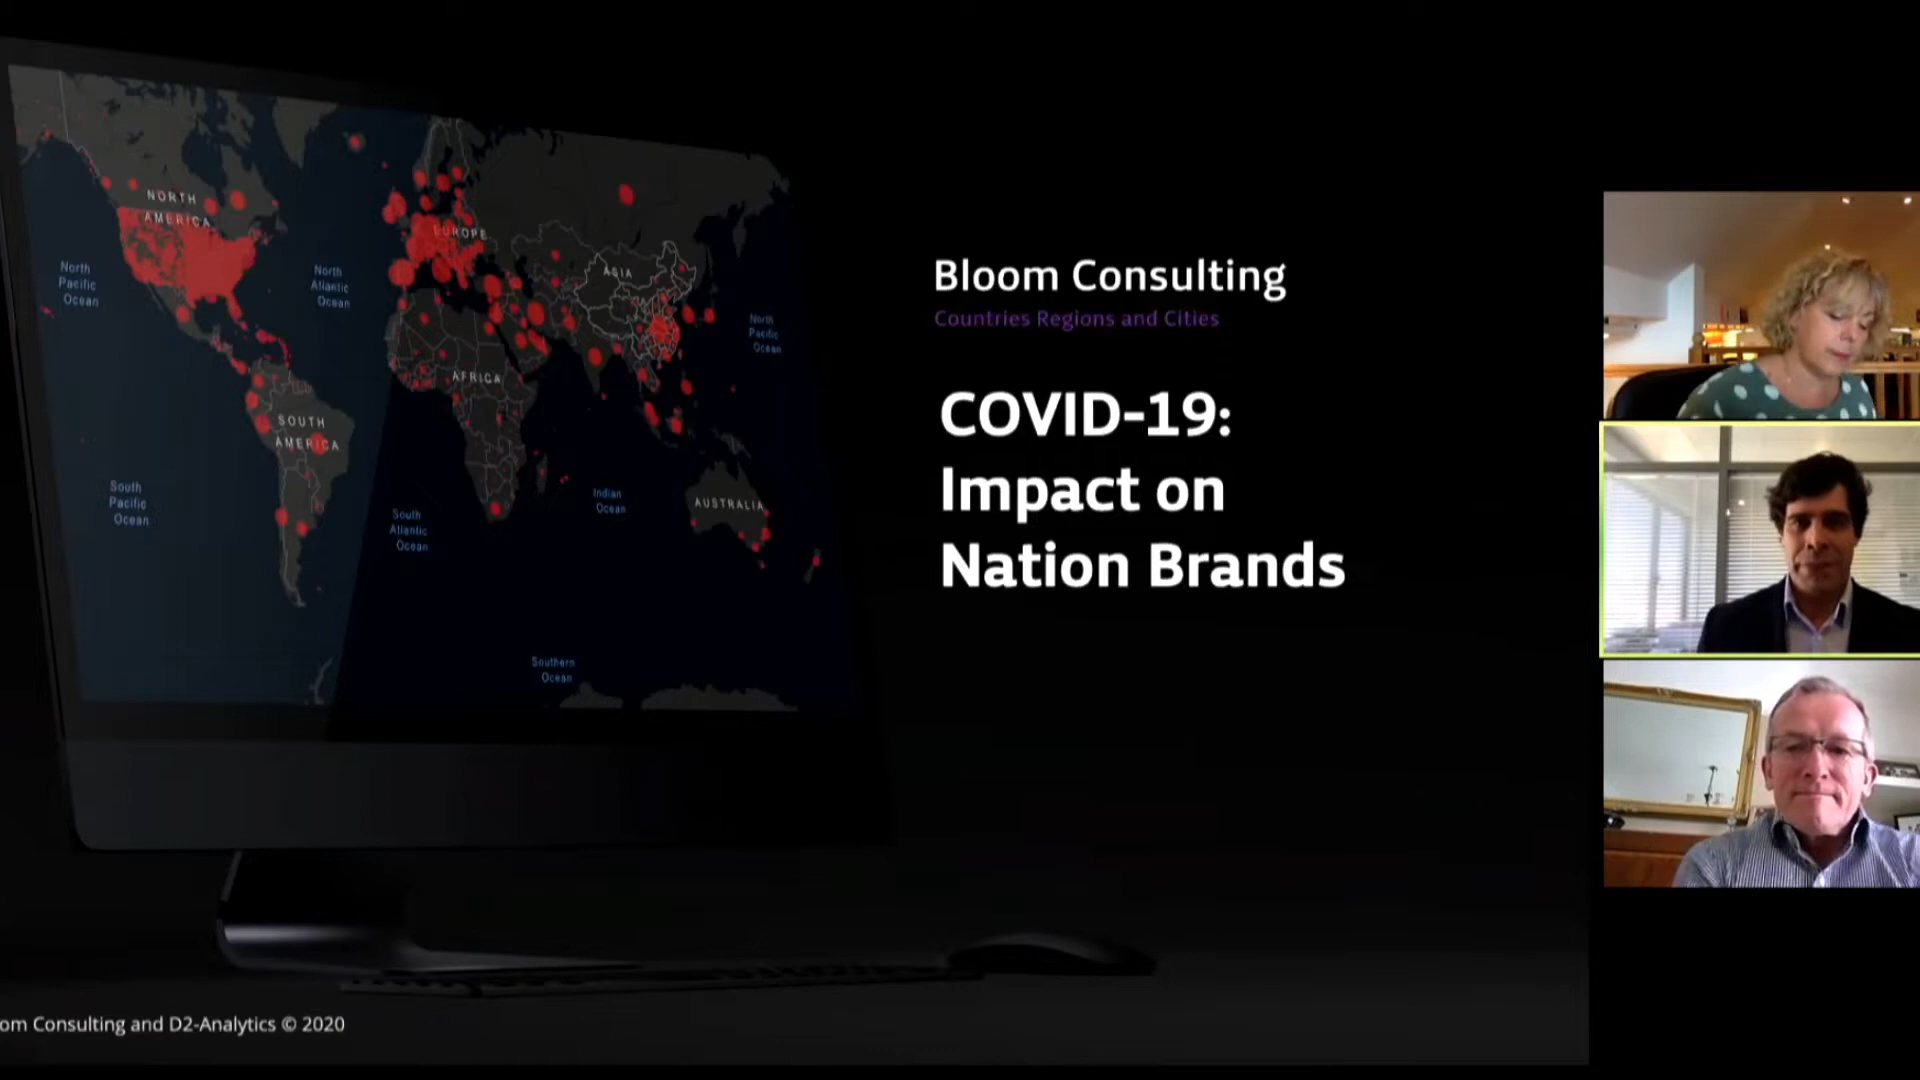 NORTH
AMERICA
EUROPE
ASIA
North
Pacific
Ocean
North
Atlantic
Ocean
North
Pacific
Ocean
AFRICA
SOUTH
AMERICA
South
Pacific
Ocean
South
Atlantic
Ocean
Indian
Ocean
AUSTRALIA
Southern
Ocean
Bloom Consulting
Countries Regions and Cities
COVID-19:
Impact on
Nation Brands
om Consulting and D2-Analytics © 2020